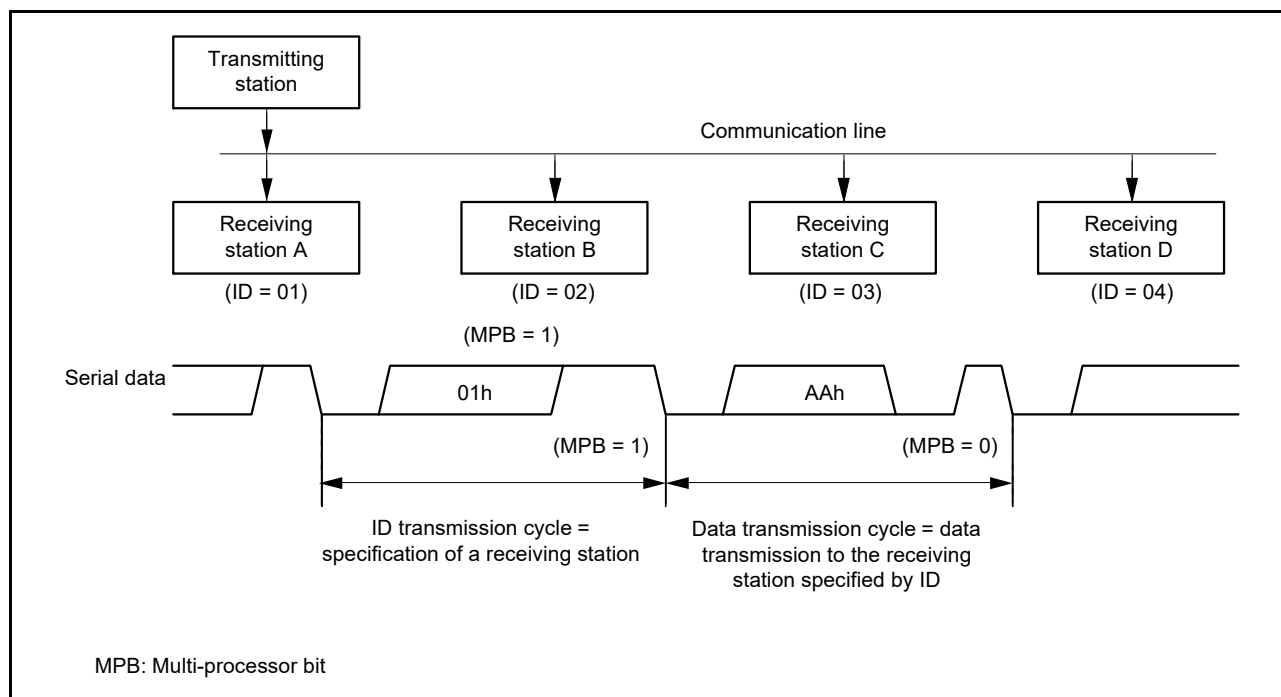 Transmitting
station
Communication line
Receiving
station A
Receiving
station B
Receiving
station C
Receiving
station D
(ID = 01)
(ID = 02)
(ID = 03)
(ID = 04)
(MPB = 1)
Serial data
01h
AAh
(MPB = 1)
(MPB = 0)
ID transmission cycle =
specification of a receiving station
Data transmission cycle = data
transmission to the receiving
station specified by ID
MPB: Multi-processor bit